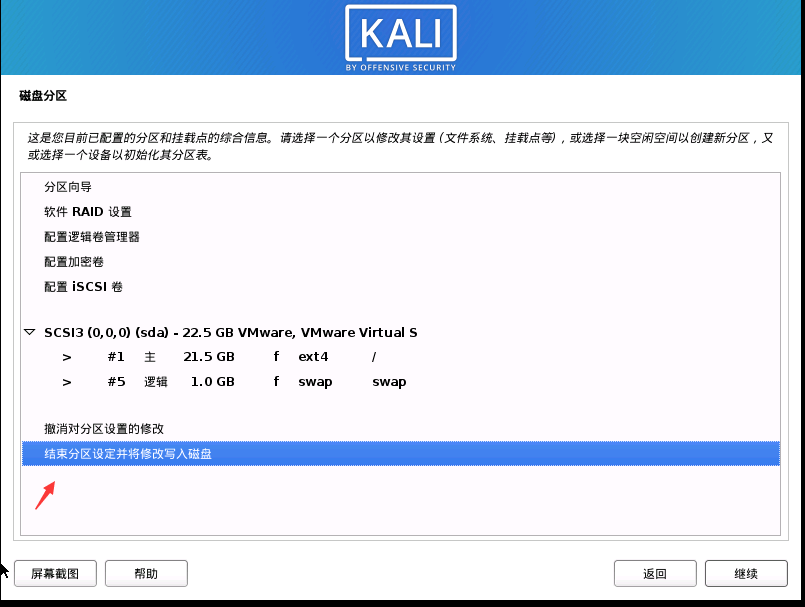 KALI
BY OFFENSIVE SECURITY
磁盘分区
这是您目前已配置的分区和挂载点的综合信息。请选择一个分区以修改其设置 (文件系统、挂载点等) , 或选择一块空闲空间以创建新分区 , 又
或选择一个设备以初始化其分区表。
分区向导
软件 RAID 设置
配置逻辑卷管理器
配置加密卷
配置 iSCSI 卷
SCSI3 (0,0,0) (sda) - 22.5 GB VMware, VMware Virtual S
> #1 主 21.5 GB f ext4 /
> #5 逻辑 1.0 GB f swap swap
撤消对分区设置的修改
结束分区设定并将修改写入磁盘
屏幕截图 帮助 返回 继续